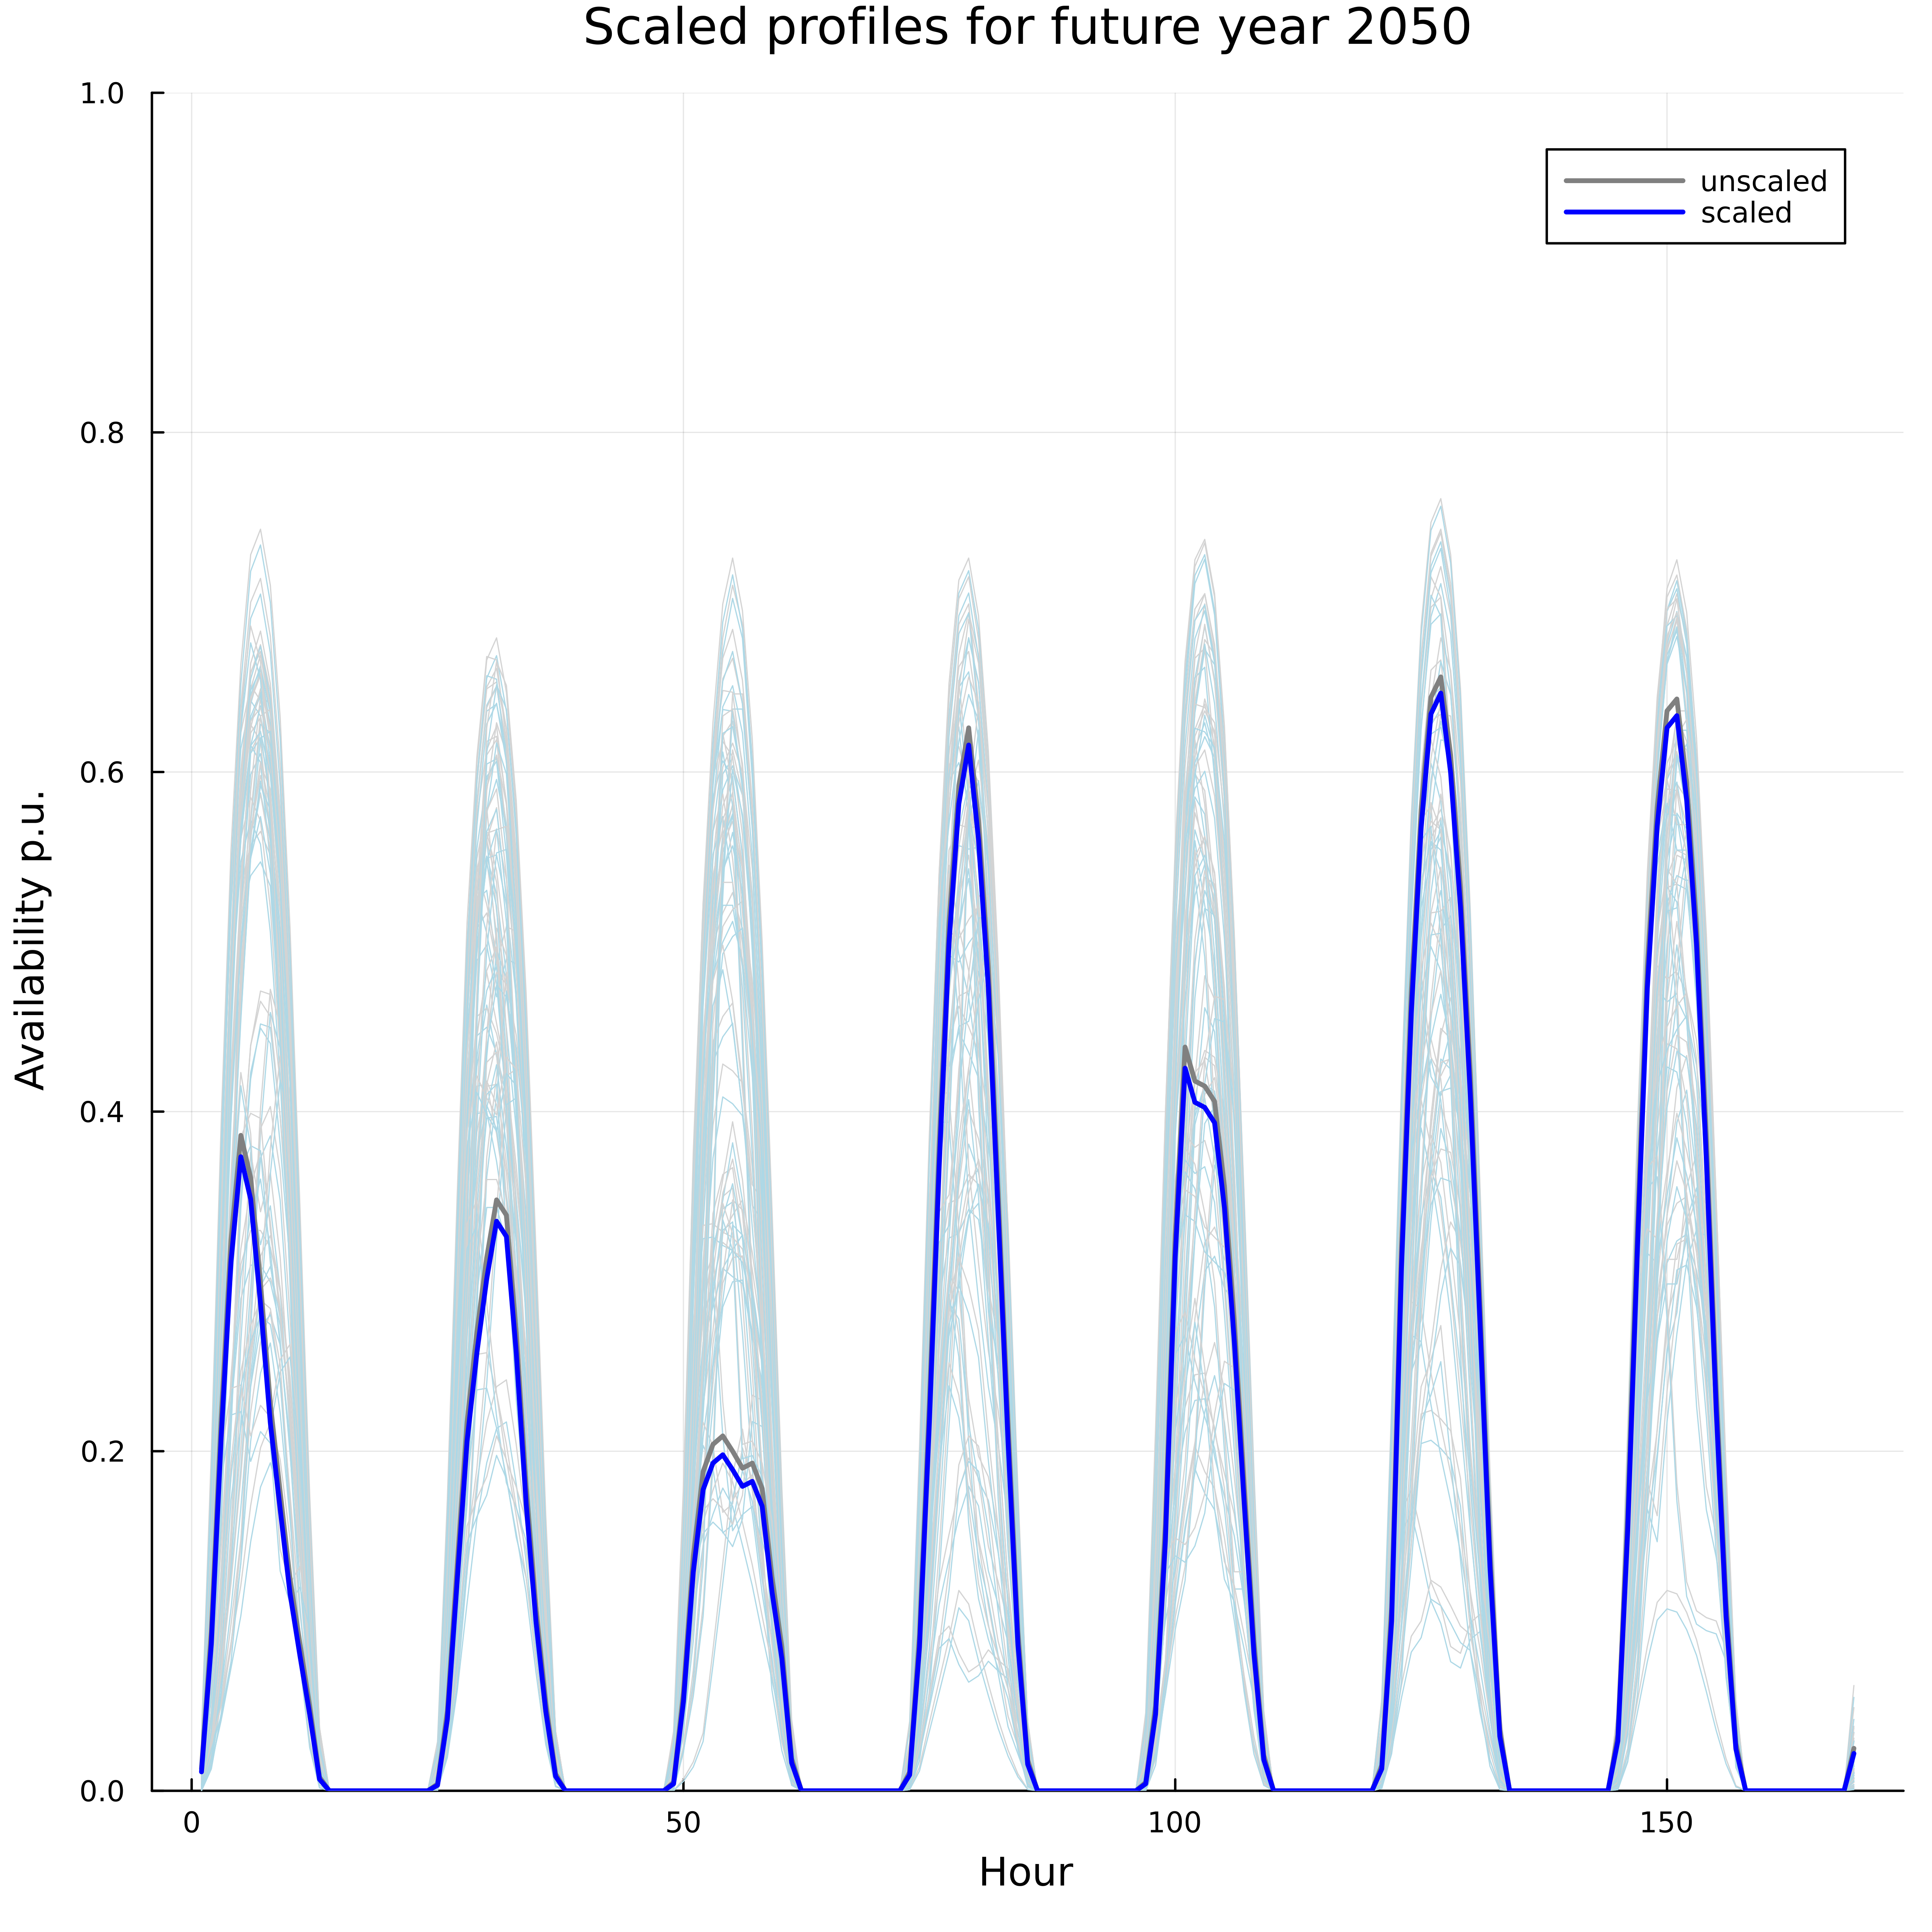 Scaled profiles for future year 2050
1.0
unscaled
scaled
0.8
0.6
Availability p.u.
0.4
0.2
0.0
0 50 100 150
Hour